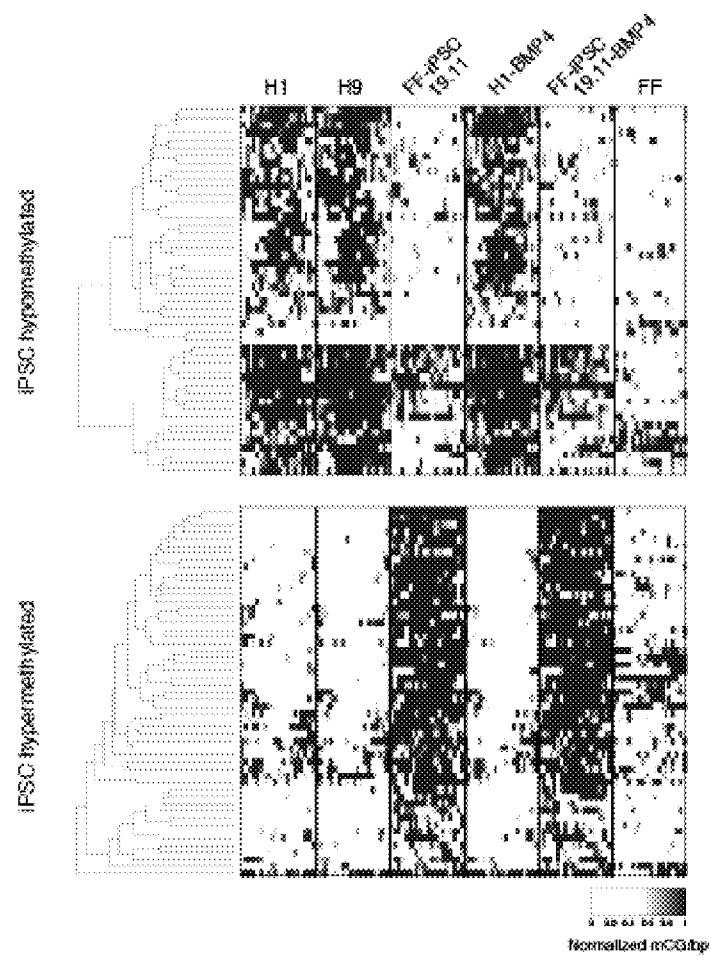 H1
H9
FF-iPSC
19.11
H1-BMP4
FF-iPSC
19.11-BMP4
FF
iPSC hypomethylated
iPSC hypermethylated
Normalized mCG/bp